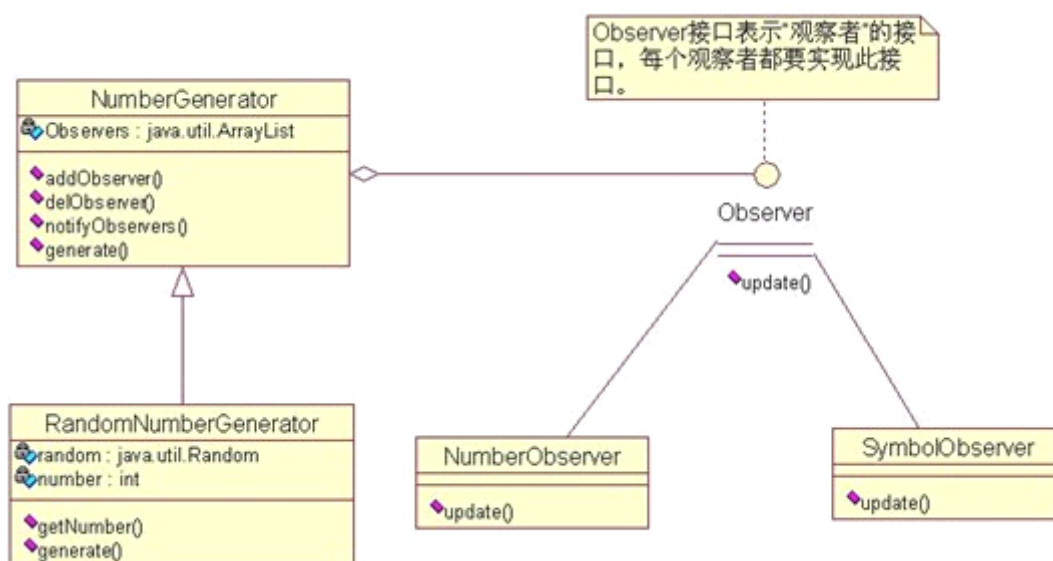 Observer接口表示"观察者"的接
口，每个观察者都要实现此接
口。
NumberGenerator
Observers : java.util.ArrayList
addObserver()
delObserver()
notifyObservers()
generate()
Observer
update()
RandomNumberGenerator
random : java.util.Random
number : int
getNumber()
generate()
NumberObserver
update()
SymbolObserver
update()